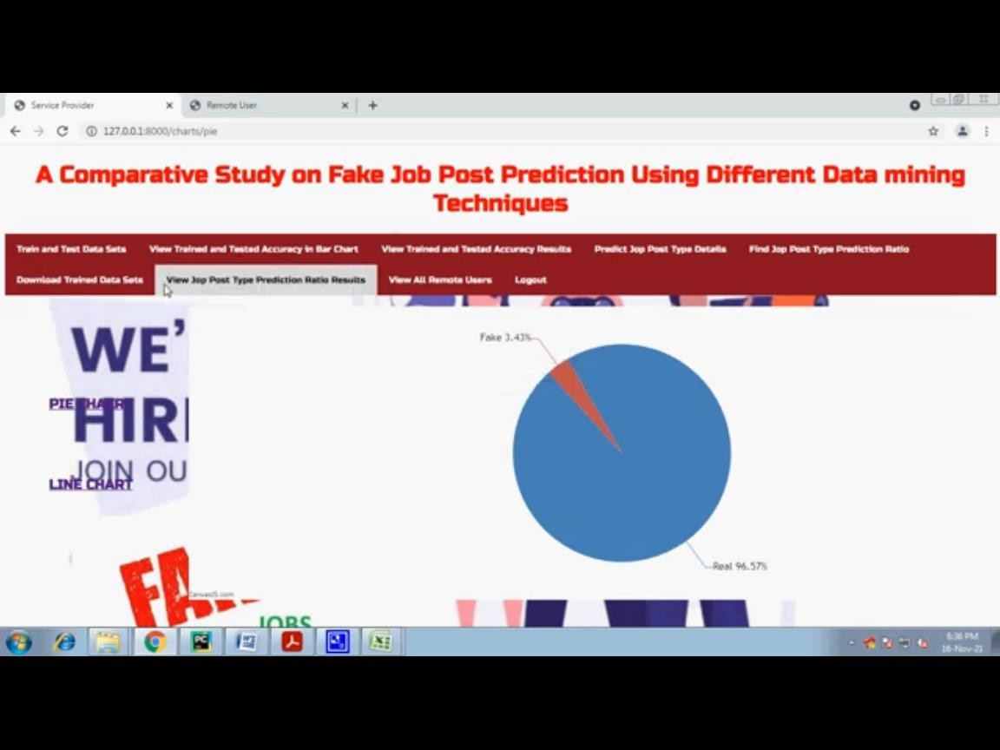 Service Provider
Remote User
127.0.0.1:8000/charts/pie
A Comparative Study on Fake Job Post Prediction Using Different Data mining
Techniques
Train and Test Data Sets
View Trained and Tested Accuracy in Bar Chart
View Trained and Tested Accuracy Results
Predict Jop Post Type Details
Find Jop Post Type Prediction Ratio
Download Trained Data Sets
View Jop Post Type Prediction Ratio Results
View All Remote Users
Logout
WE'
HIRI
JOIN OU
PIE CHART
LINE CHART
Fake 3.43%
Real 96.57%
CanvasJS.com
JOBS
6:36 PM
16-Nov-21